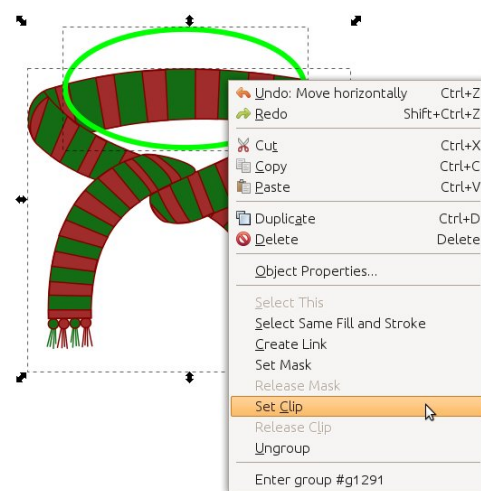 Undo: Move horizontally Ctrl+Z
Redo Shift+Ctrl+Z
Cut Ctrl+X
Copy Ctrl+C
Paste Ctrl+V
Duplicate Ctrl+D
Delete Delete
Object Properties...
Select This
Select Same Fill and Stroke
Create Link
Set Mask
Release Mask
Set Clip
Release Clip
Ungroup
Enter group #g1291